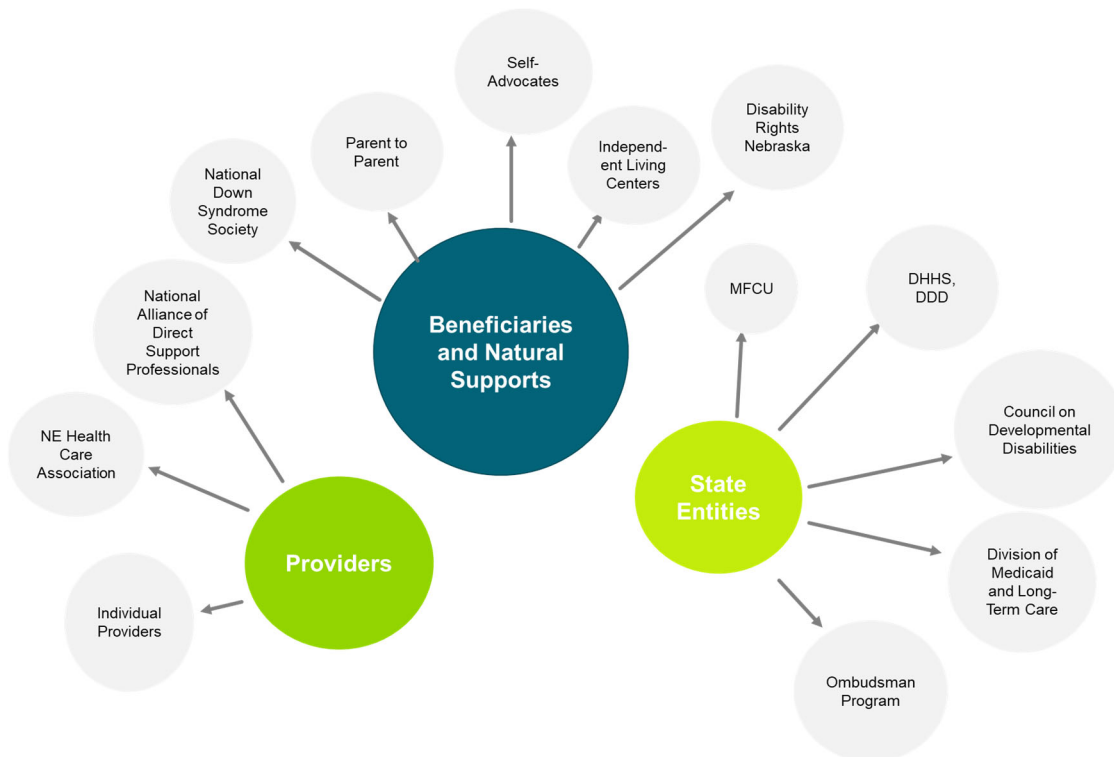 Self-
Advocates
Disability
Rights
Nebraska
Parent to
Parent
Independ-
ent Living
Centers
National
Down
Syndrome
Society
MFCU
DHHS,
DDD
National
Alliance of
Direct
Support
Professionals
Beneficiaries
and Natural
Supports
Council on
Developmental
Disabilities
NE Health
Care
Association
State
Entities
Providers
Division of
Medicaid
and Long-
Term Care
Individual
Providers
Ombudsman
Program